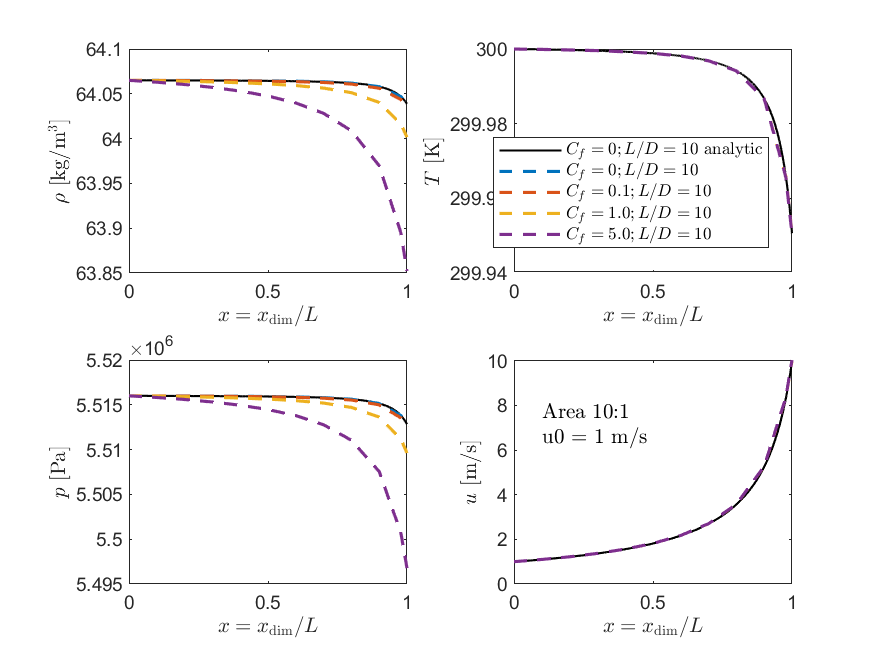 64.1
64.05
64
63.95
63.9
63.85
ρ [kg/m³]
0 0.5 1
x = x_dim/L
300
299.98
299.9
299.94
T [K]
C_f = 0; L/D = 10 analytic
C_f = 0; L/D = 10
C_f = 0.1; L/D = 10
C_f = 1.0; L/D = 10
C_f = 5.0; L/D = 10
0 0.5 1
x = x_dim/L
×10⁶
5.52
5.515
5.51
5.505
5.5
5.495
p [Pa]
0 0.5 1
x = x_dim/L
10
8
6
4
2
0
u [m/s]
Area 10:1
u0 = 1 m/s
0 0.5 1
x = x_dim/L